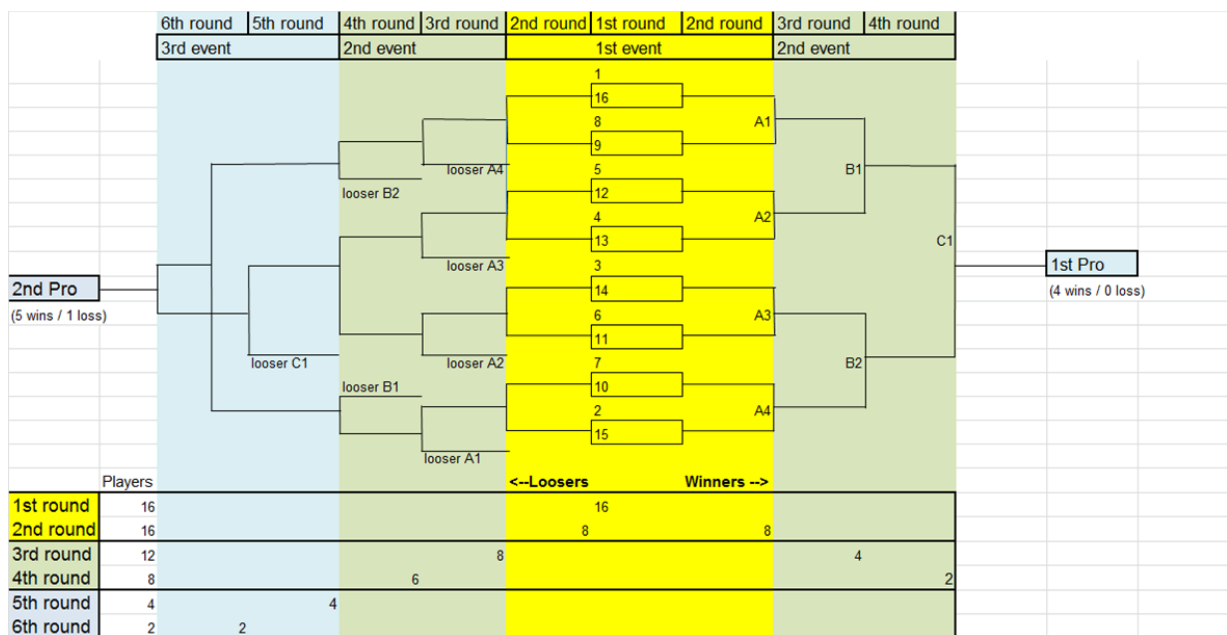 6th round 5th round 4th round 3rd round 2nd round 1st round 2nd round 3rd round 4th round
3rd event 2nd event 1st event 2nd event
1
16
8 A1
9
looser A4 5 B1
looser B2 12
4 A2
13 C1
looser A3 3 1st Pro
2nd Pro 14 (4 wins / 0 loss)
(5 wins / 1 loss) 6 A3
11
looser C1 looser A2 7 B2
looser B1 10
2 A4
15
looser A1
Players <--Loosers Winners -->
1st round 16 16
2nd round 16 8 8
3rd round 12 8 4
4th round 8 6 2
5th round 4 4
6th round 2 2